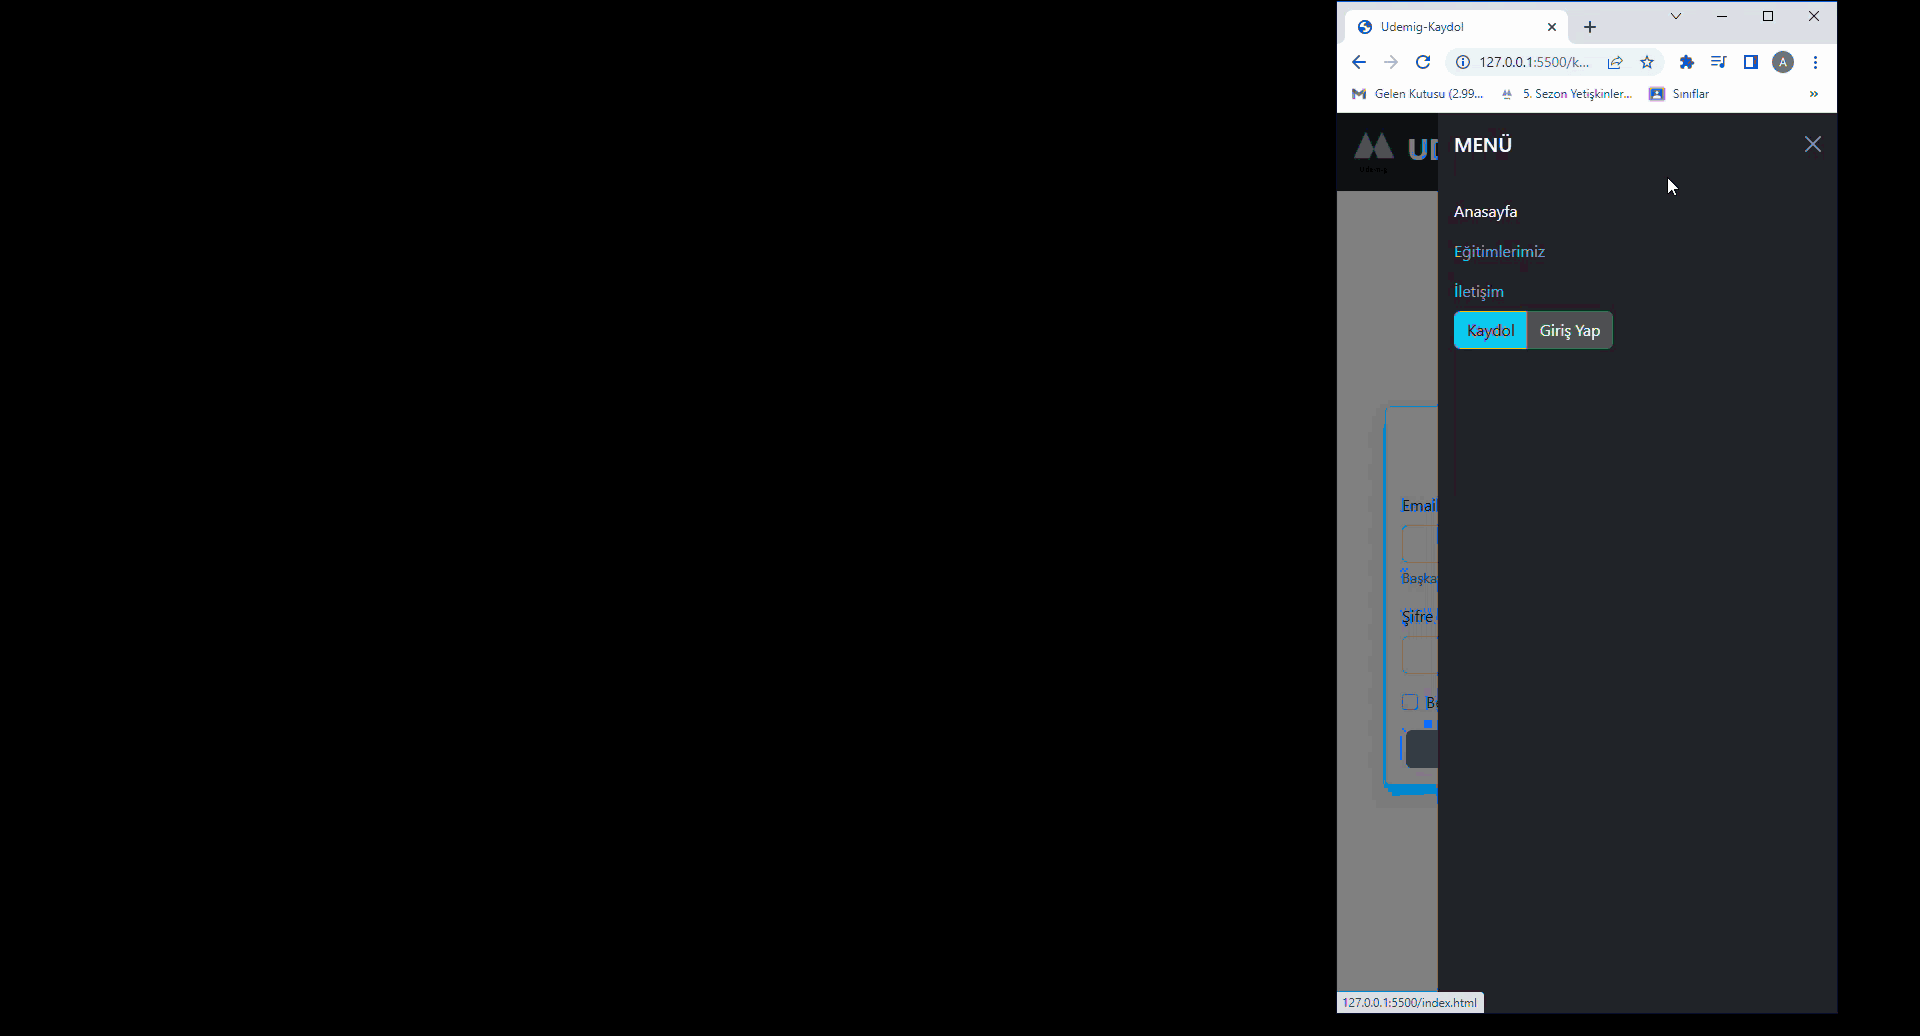 Udemig-Kaydol
127.0.0.1:5500/k...
A
Gelen Kutusu (2.99...
5. Sezon Yetişkinler...
Sınıflar
»
UD
MENÜ
Anasayfa
Eğitimlerimiz
İletişim
Kaydol
Giriş Yap
Email
Başka
Şifre
127.0.0.1:5500/index.html